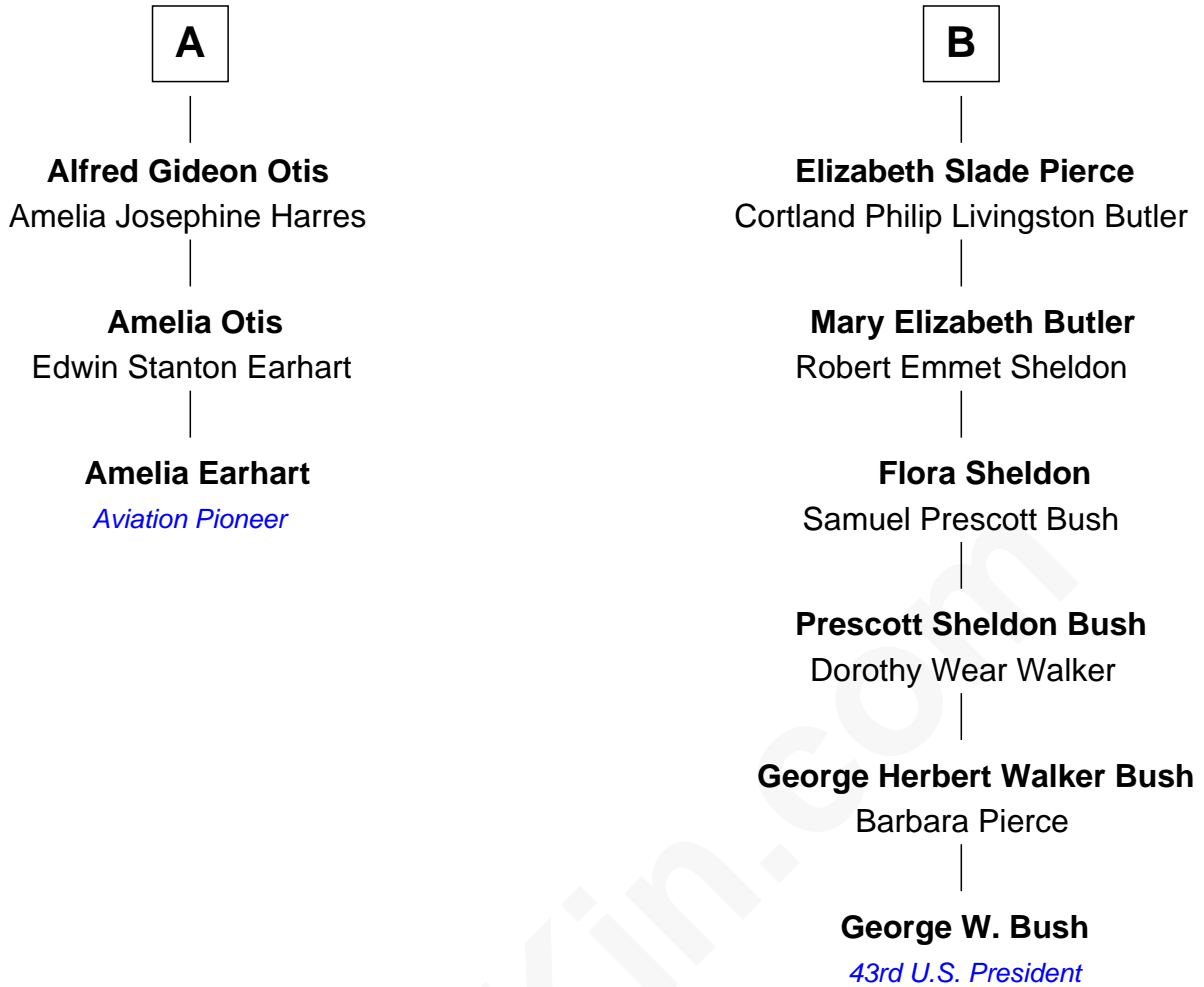 A
Alfred Gideon Otis
Amelia Josephine Harres
Amelia Otis
Edwin Stanton Earhart
Amelia Earhart
Aviation Pioneer
B
Elizabeth Slade Pierce
Cortland Philip Livingston Butler
Mary Elizabeth Butler
Robert Emmet Sheldon
Flora Sheldon
Samuel Prescott Bush
Prescott Sheldon Bush
Dorothy Wear Walker
George Herbert Walker Bush
Barbara Pierce
George W. Bush
43rd U.S. President